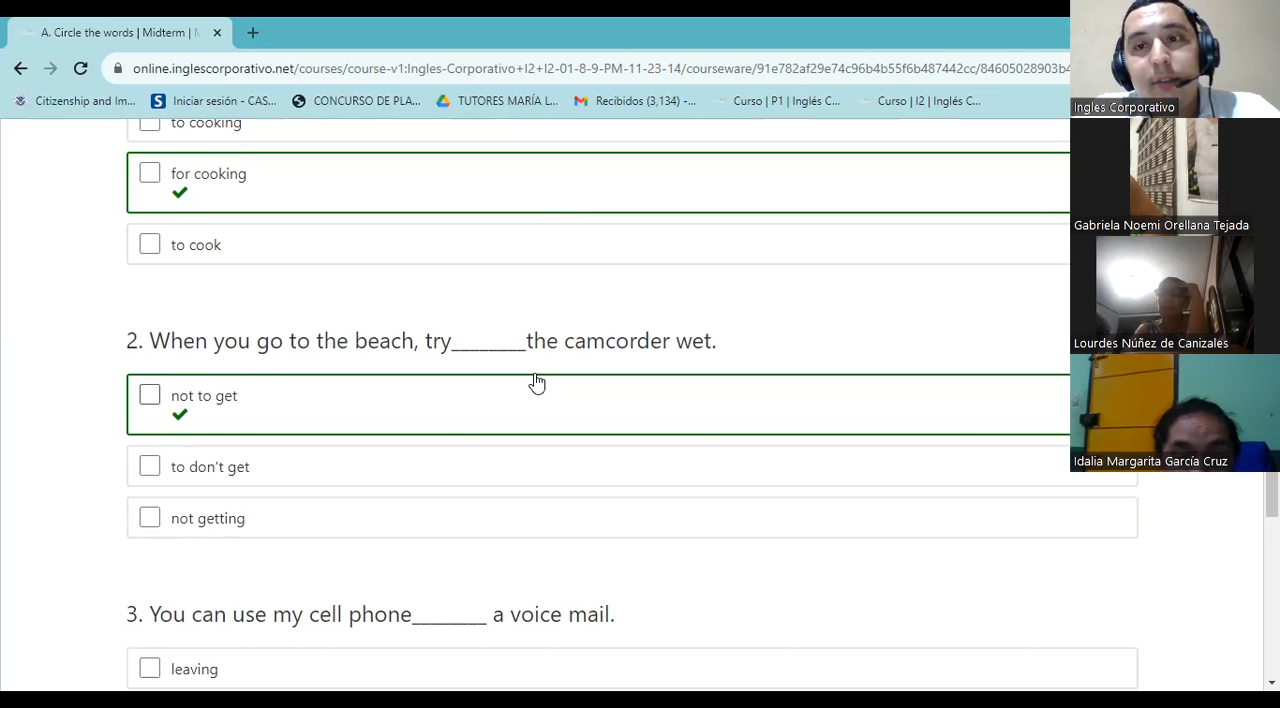 A. Circle the words | Midterm |
online.inglescorporativo.net/courses/course-v1:Ingles-Corporativo+I2+I2-01-8-9-PM-11-23-14/courseware/91e782af29e74c96b4b55f6b487442cc/84605028903b4
Citizenship and Im... Iniciar sesión - CAS... CONCURSO DE PLA... TUTORES MARÍA L... Recibidos (3,134) -... Curso | P1 | Inglés C... Curso | I2 | Inglés C...
Ingles Corporativo
to cooking
for cooking
to cook
Gabriela Noemi Orellana Tejada
2. When you go to the beach, try________the camcorder wet.
Lourdes Núñez de Canizales
not to get
to don't get
Idalia Margarita García Cruz
not getting
3. You can use my cell phone________ a voice mail.
leaving